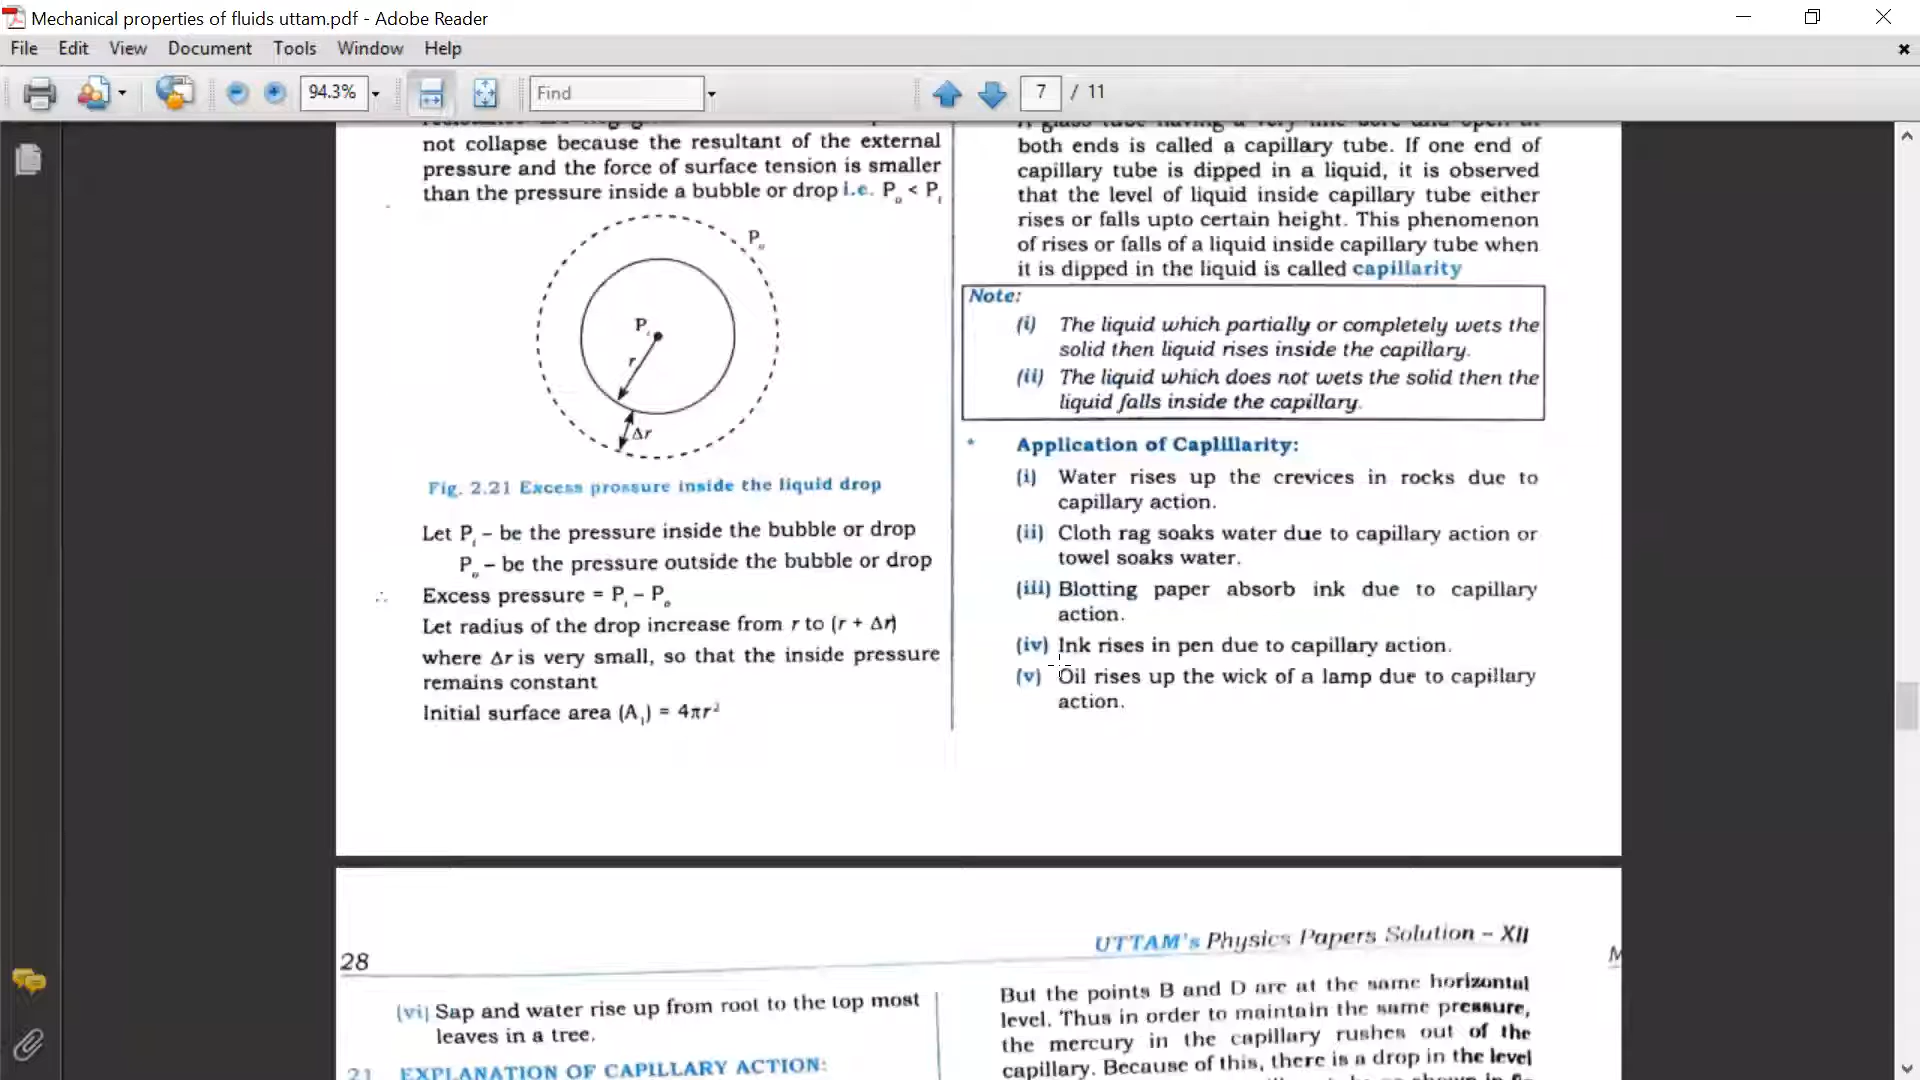 Mechanical properties of fluids uttam.pdf - Adobe Reader
File Edit View Document Tools Window Help
94.3%
Find
7 / 11
not collapse because the resultant of the external
pressure and the force of surface tension is smaller
than the pressure inside a bubble or drop i.e. Pₒ < Pᵢ
Pₒ
Pᵢ
r
Δr
Fig. 2.21 Excess prossure inside the liquid drop
Let Pᵢ – be the pressure inside the bubble or drop
Pₒ – be the pressure outside the bubble or drop
∴ Excess pressure = Pᵢ – Pₒ
Let radius of the drop increase from r to (r + Δr)
where Δr is very small, so that the inside pressure
remains constant
Initial surface area (A₁) = 4πr²
A glass tube having a very fine bore and open at
both ends is called a capillary tube. If one end of
capillary tube is dipped in a liquid, it is observed
that the level of liquid inside capillary tube either
rises or falls upto certain height. This phenomenon
of rises or falls of a liquid inside capillary tube when
it is dipped in the liquid is called capillarity
Note:
(i) The liquid which partially or completely wets the
solid then liquid rises inside the capillary.
(ii) The liquid which does not wets the solid then the
liquid falls inside the capillary.
* Application of Capillarity:
(i) Water rises up the crevices in rocks due to
capillary action.
(ii) Cloth rag soaks water due to capillary action or
towel soaks water.
(iii) Blotting paper absorb ink due to capillary
action.
(iv) Ink rises in pen due to capillary action.
(v) Oil rises up the wick of a lamp due to capillary
action.
28
UTTAM's Physics Papers Solution – XII
(vi) Sap and water rise up from root to the top most
leaves in a tree.
21 EXPLANATION OF CAPILLARY ACTION:
But the points B and D are at the same horizontal
level. Thus in order to maintain the same pressure,
the mercury in the capillary rushes out of the
capillary. Because of this, there is a drop in the level